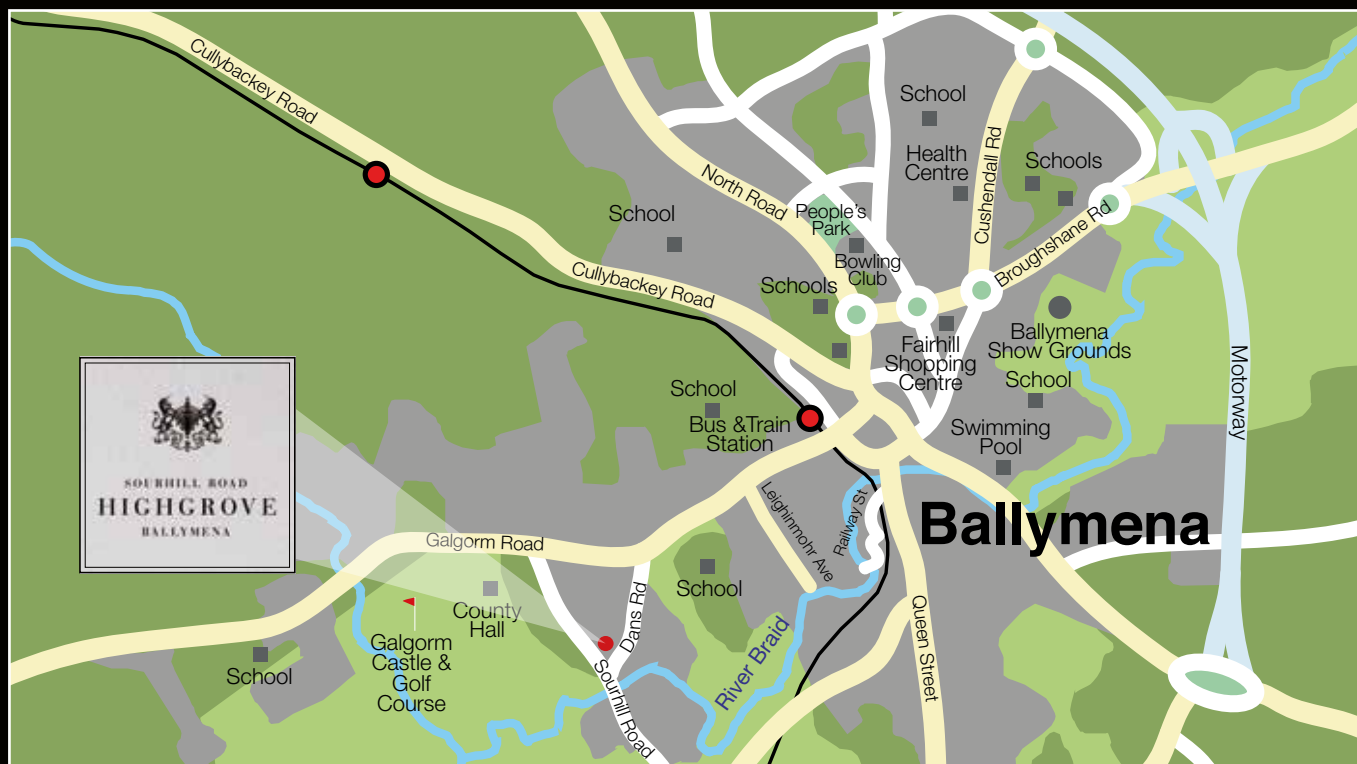 Cullybackey Road
School
Health
Centre
Cushendall Rd
Schools
North Road
People's
Park
Broughshane Rd
School
Bowling
Club
Cullybackey Road
Schools
Ballymena
Show Grounds
Fairhill
Shopping
Centre
Motorway
School
School
Bus &Train
Station
Swimming
Pool
SOURHILL ROAD
HIGHGROVE
BALLYMENA
Leighinmohr Ave
Railway St
Ballymena
Galgorm Road
School
County
Hall
Dans Rd
Queen Street
Galgorm
Castle &
Golf
Course
River Braid
School
Sourhill Road